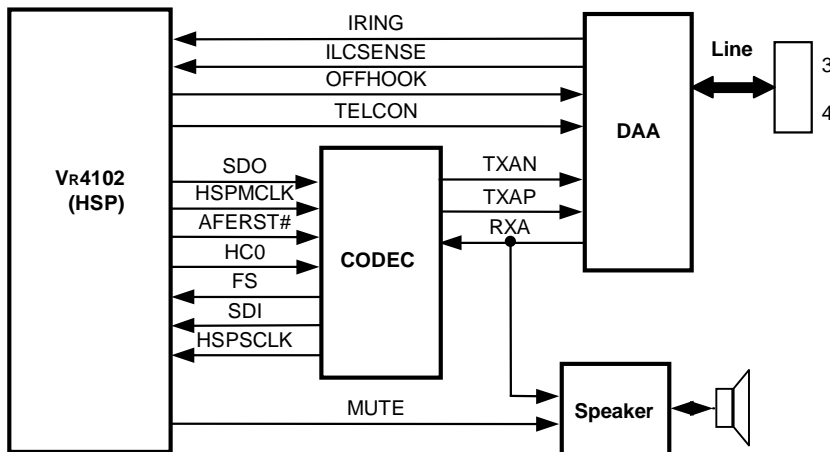 IRING
ILCSENSE
OFFHOOK
TELCON
Line
3
4
DAA
VR4102
(HSP)
SDO
HSPMCLK
AFERST#
HC0
FS
SDI
HSPSCLK
CODEC
TXAN
TXAP
RXA
MUTE
Speaker